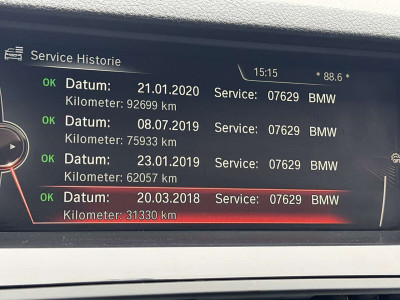 Service Historie
15:15 * 88.6 *
OK Datum: 21.01.2020 Service: 07629 BMW
Kilometer: 92699 km
OK Datum: 08.07.2019 Service: 07629 BMW
Kilometer: 75933 km
OK Datum: 23.01.2019 Service: 07629 BMW
Kilometer: 62057 km
OK Datum: 20.03.2018 Service: 07629 BMW
Kilometer: 31330 km